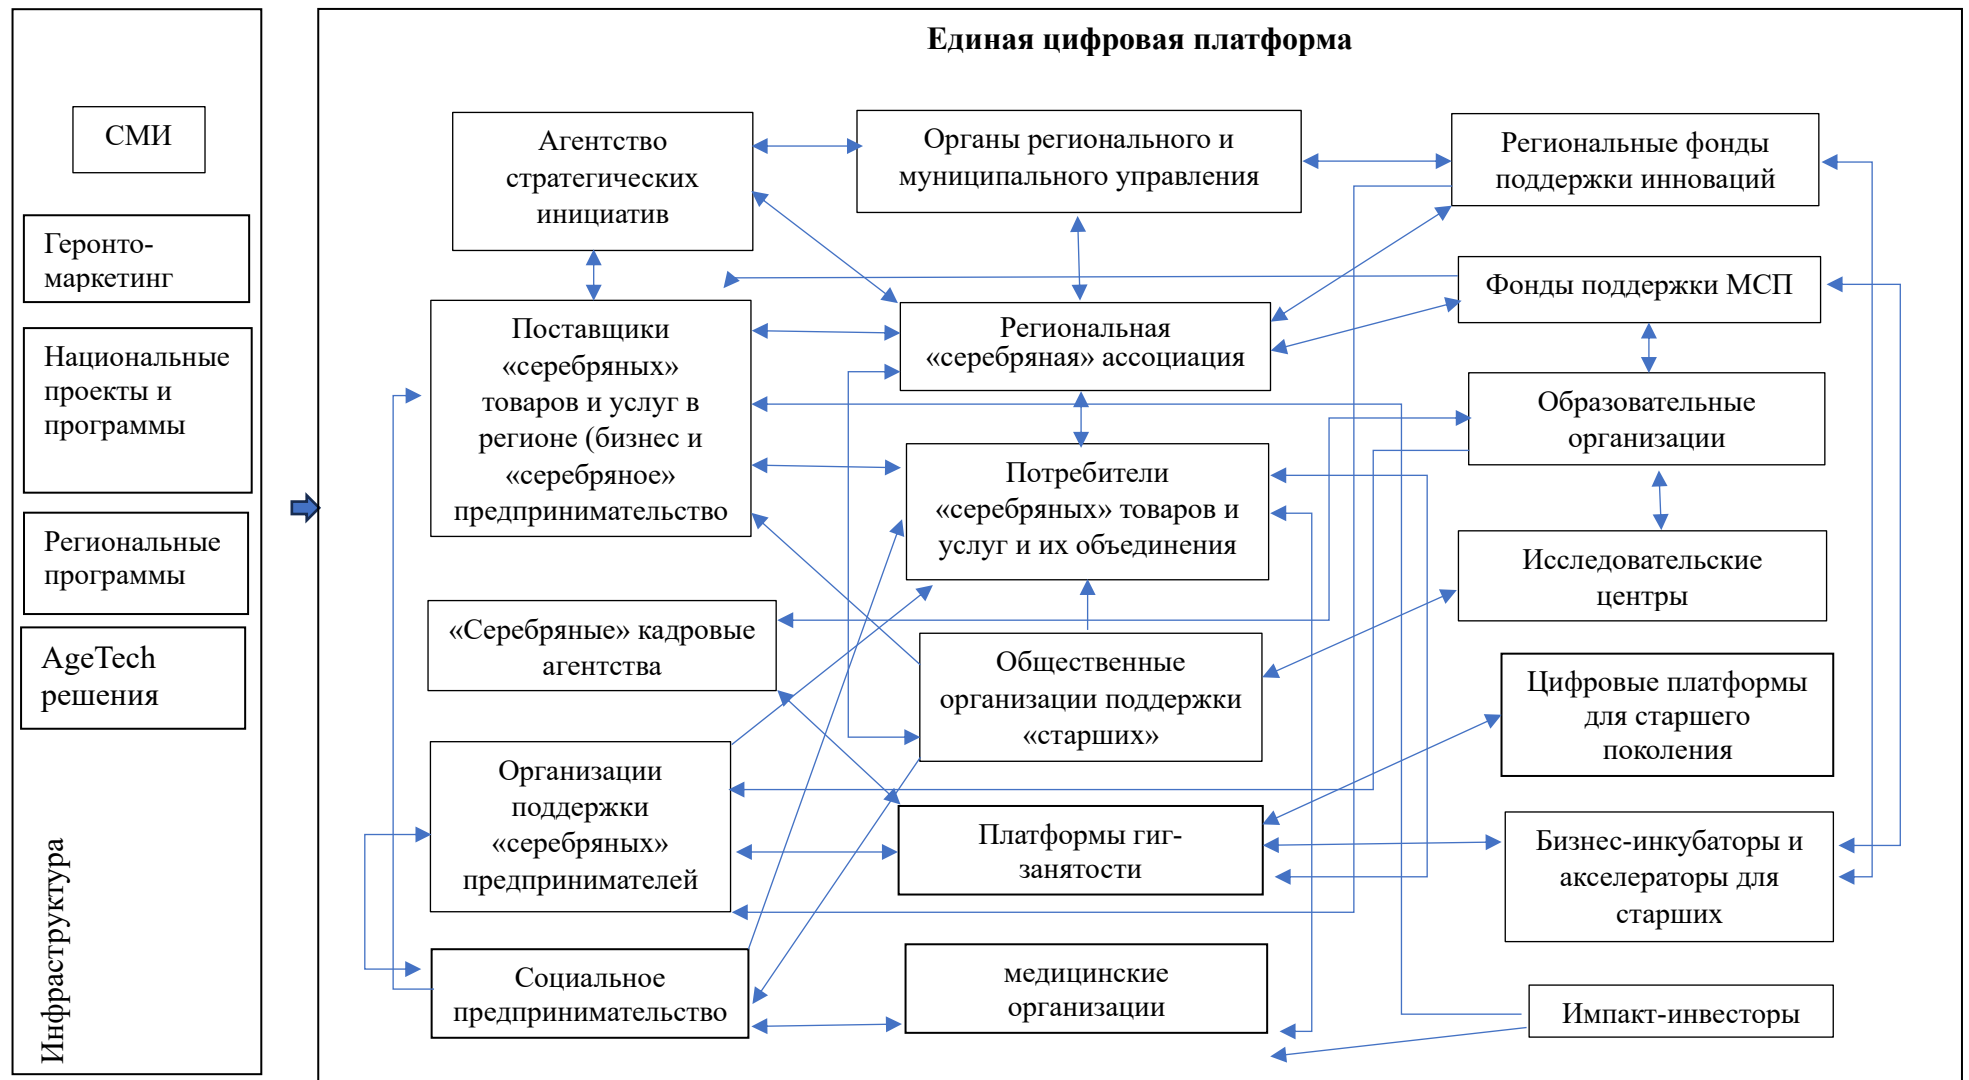 Единая цифровая платформа
СМИ
Геронто-
маркетинг
Национальные
проекты и
программы
Региональные
программы
AgeTech
решения
Инфраструктура
Агентство
стратегических
инициатив
Органы регионального и
муниципального управления
Региональные фонды
поддержки инноваций
Поставщики
«серебряных»
товаров и услуг в
регионе (бизнес и
«серебряное»
предпринимательство
Региональная
«серебряная» ассоциация
Фонды поддержки МСП
Образовательные
организации
Потребители
«серебряных» товаров и
услуг и их объединения
Исследовательские
центры
«Серебряные» кадровые
агентства
Общественные
организации поддержки
«старших»
Цифровые платформы
для старшего
поколения
Организации
поддержки
«серебряных»
предпринимателей
Платформы гиг-
занятости
Бизнес-инкубаторы и
акселераторы для
старших
Социальное
предпринимательство
медицинские
организации
Импакт-инвесторы